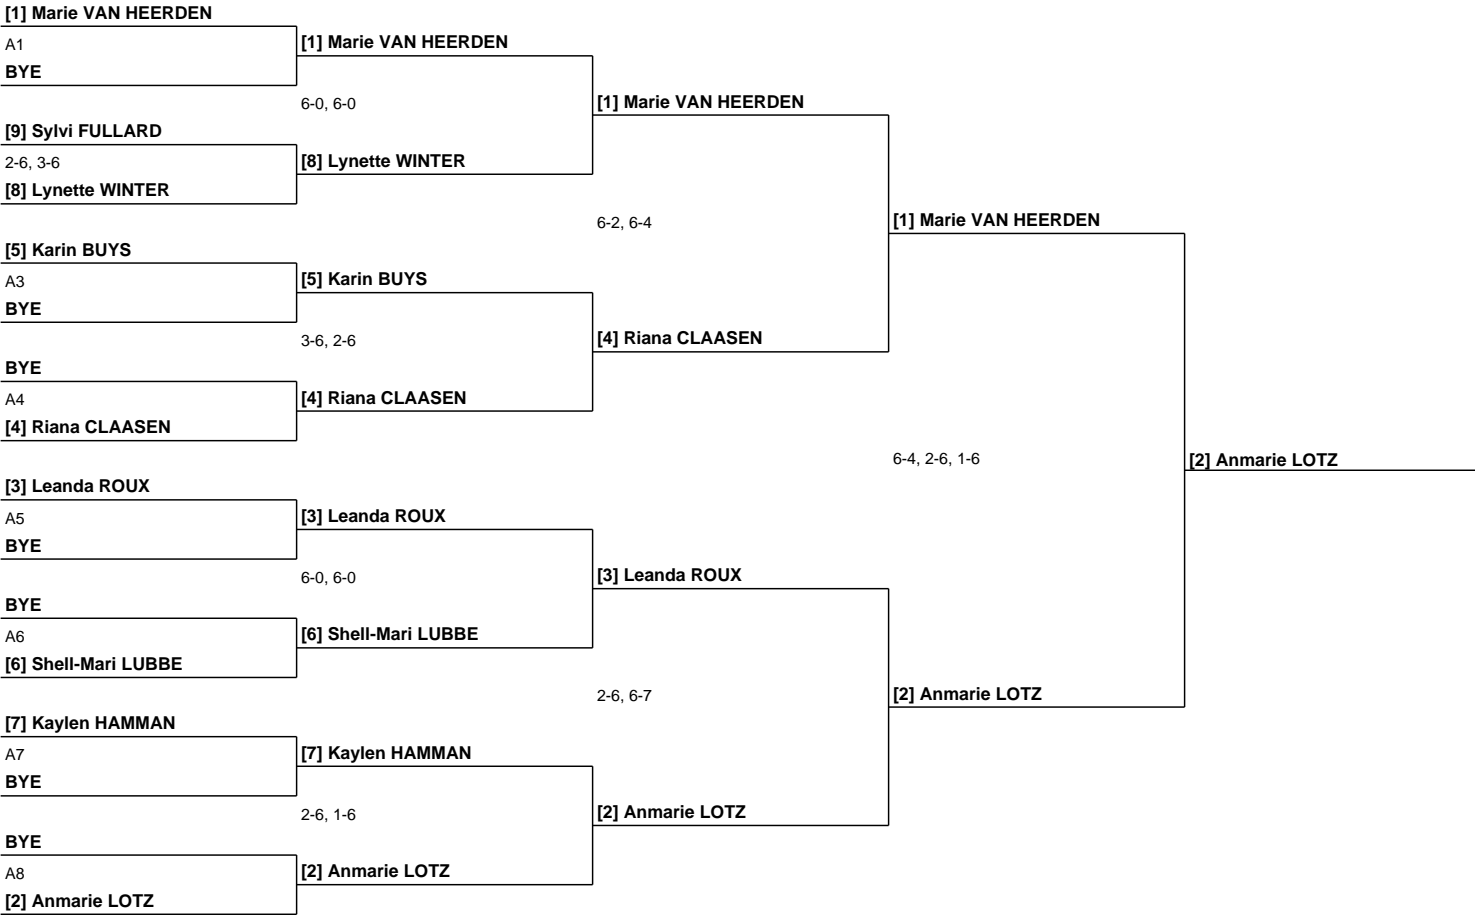 [1] Marie VAN HEERDEN
A1
BYE
[9] Sylvi FULLARD
2-6, 3-6
[8] Lynette WINTER
[5] Karin BUYS
A3
BYE
BYE
A4
[4] Riana CLAASEN
[3] Leanda ROUX
A5
BYE
BYE
A6
[6] Shell-Mari LUBBE
[7] Kaylen HAMMAN
A7
BYE
BYE
A8
[2] Anmarie LOTZ
[1] Marie VAN HEERDEN
6-0, 6-0
[8] Lynette WINTER
[5] Karin BUYS
3-6, 2-6
[4] Riana CLAASEN
[3] Leanda ROUX
6-0, 6-0
[6] Shell-Mari LUBBE
[7] Kaylen HAMMAN
2-6, 1-6
[2] Anmarie LOTZ
[1] Marie VAN HEERDEN
6-2, 6-4
[4] Riana CLAASEN
[3] Leanda ROUX
2-6, 6-7
[2] Anmarie LOTZ
[1] Marie VAN HEERDEN
6-4, 2-6, 1-6
[2] Anmarie LOTZ
[2] Anmarie LOTZ